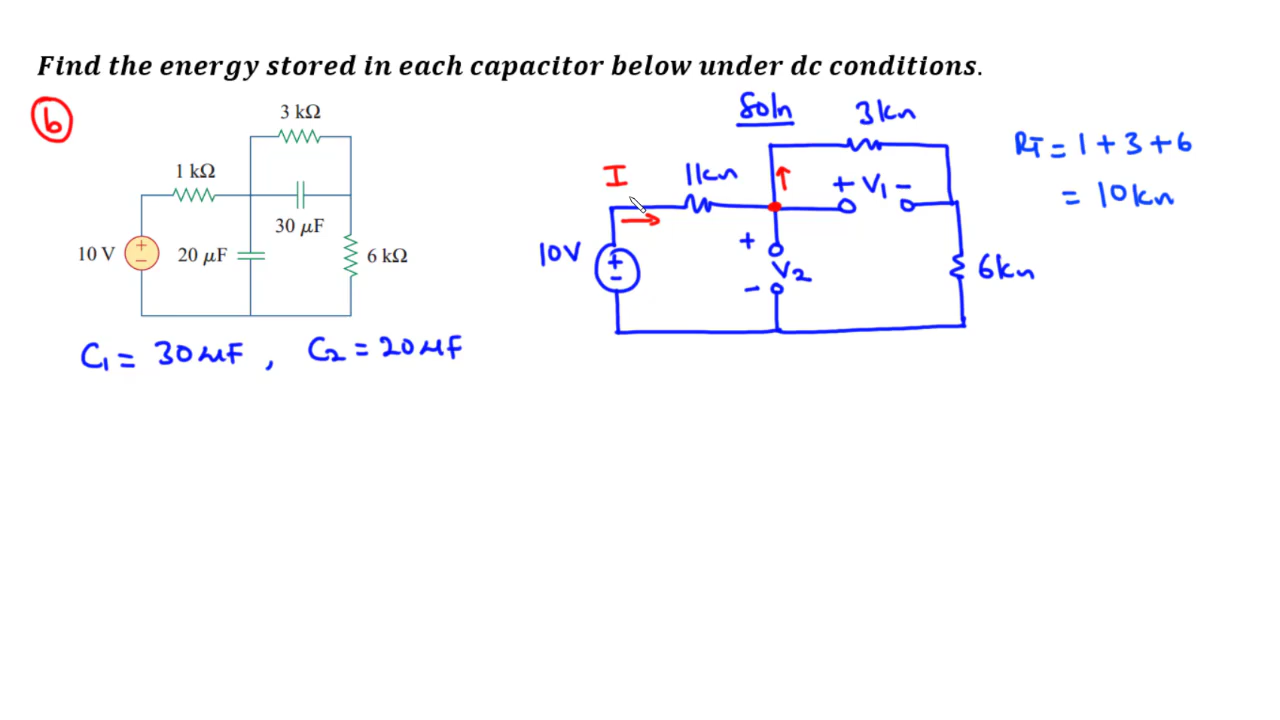 Find the energy stored in each capacitor below under dc conditions.
b
3 kΩ
1 kΩ
30 μF
10 V
20 μF
6 kΩ
C₁ = 30μF , C₂ = 20μF
Soln
3kΩ
I
1kΩ
+ V₁ -
10V
+
-
+
V₂
-
6kΩ
RT = 1 + 3 + 6
= 10kΩ